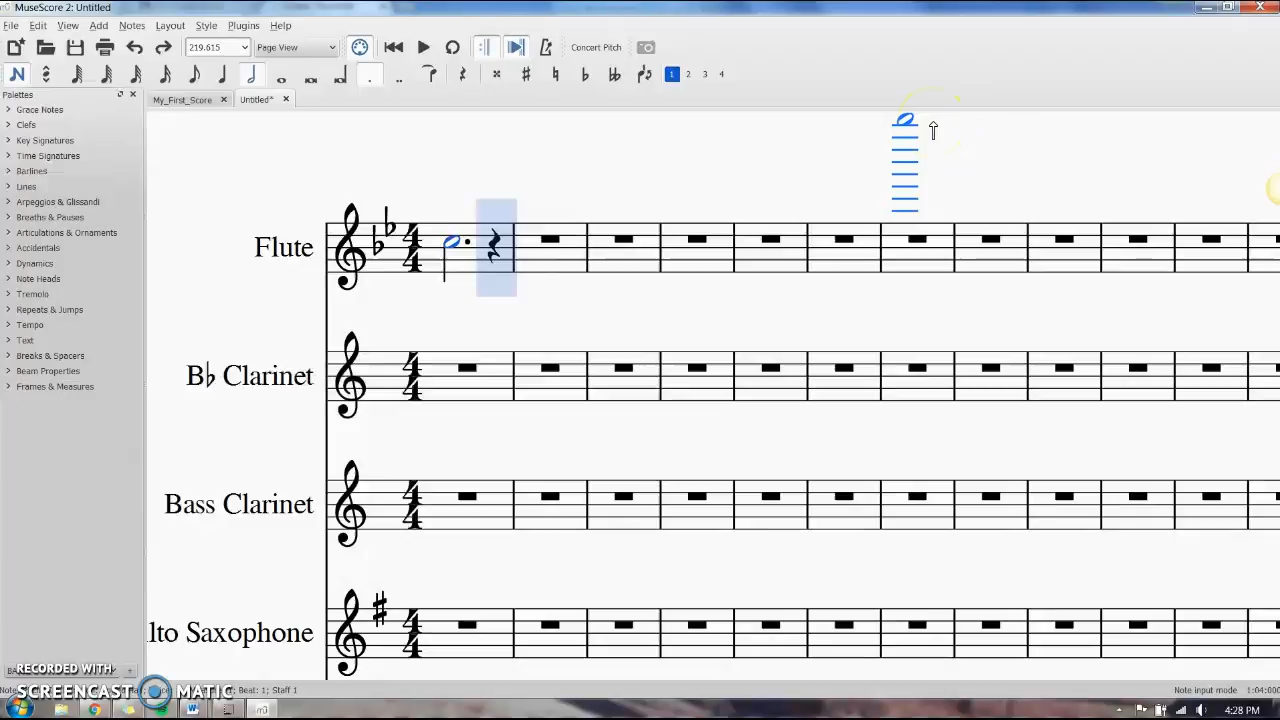 MuseScore 2: Untitled
File Edit View Add Notes Layout Style Plugins Help
219.615 Page View Concert Pitch
1 2 3 4
Palettes
My_First_Score Untitled*
Grace Notes
Clefs
Key Signatures
Time Signatures
Barlines
Lines
Arpeggios & Glissandi
Breaths & Pauses
Articulations & Ornaments
Accidentals
Dynamics
Note Heads
Tremolo
Repeats & Jumps
Tempo
Text
Breaks & Spacers
Beam Properties
Frames & Measures
Flute
B♭ Clarinet
Bass Clarinet
lto Saxophone
RECORDED WITH
SCREENCAST MATIC
Beat: 1; Staff 1
Note input mode 1:04:000
4:28 PM